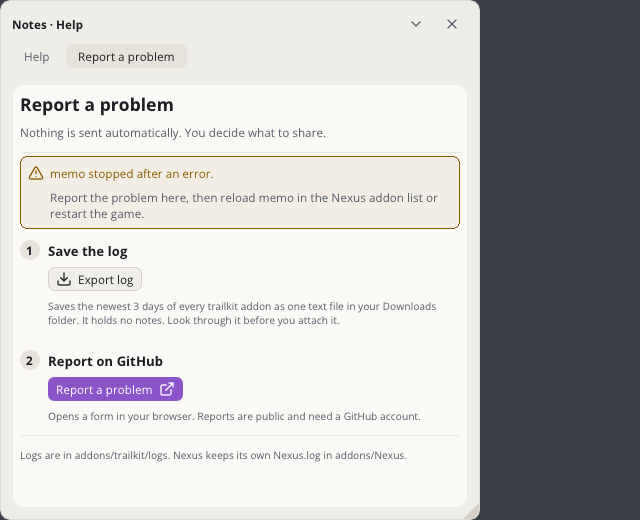 Notes · Help
Help
Report a problem
Report a problem
Nothing is sent automatically. You decide what to share.
memo stopped after an error.
Report the problem here, then reload memo in the Nexus addon list or
restart the game.
1
Save the log
Export log
Saves the newest 3 days of every trailkit addon as one text file in your Downloads
folder. It holds no notes. Look through it before you attach it.
2
Report on GitHub
Report a problem
Opens a form in your browser. Reports are public and need a GitHub account.
Logs are in addons/trailkit/logs. Nexus keeps its own Nexus.log in addons/Nexus.